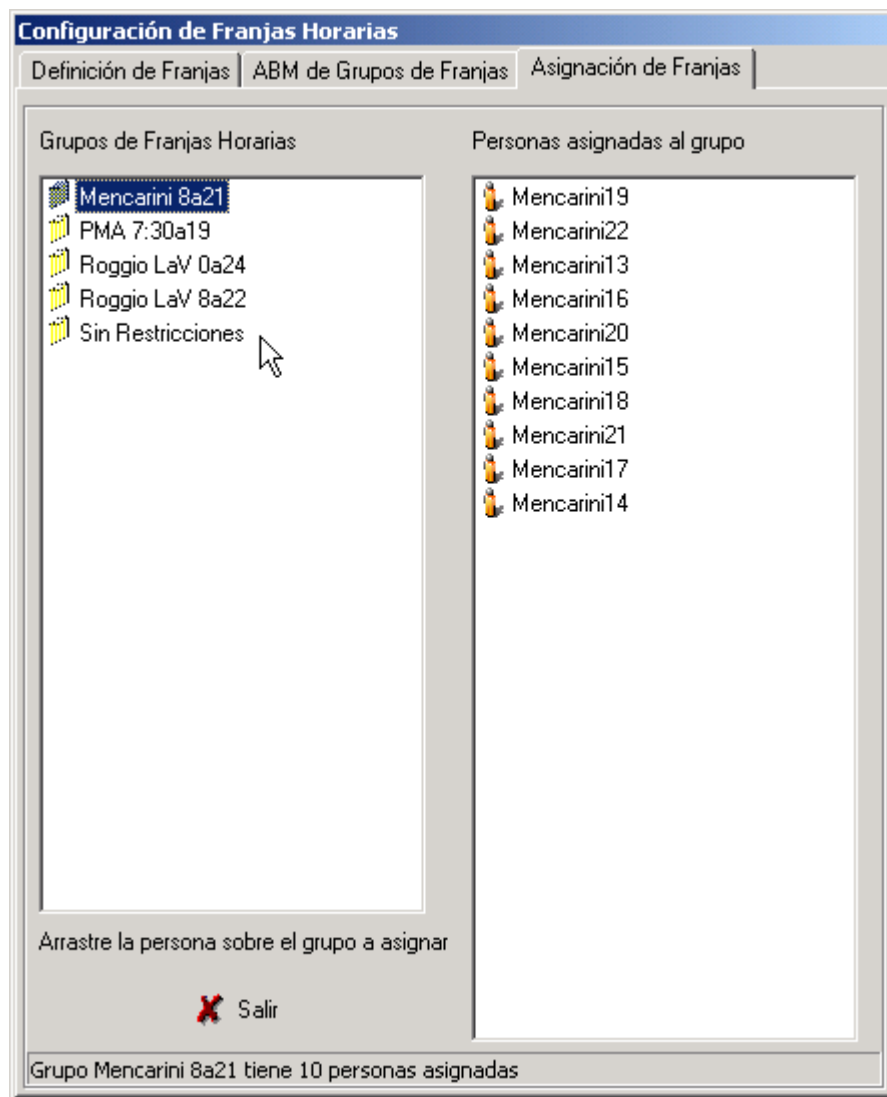 Configuración de Franjas Horarias
Definición de Franjas
ABM de Grupos de Franjas
Asignación de Franjas
Grupos de Franjas Horarias
Mencarini 8a21
PMA 7:30a19
Roggio LaV 0a24
Roggio LaV 8a22
Sin Restricciones
Arrastre la persona sobre el grupo a asignar
Salir
Personas asignadas al grupo
Mencarini19
Mencarini22
Mencarini13
Mencarini16
Mencarini20
Mencarini15
Mencarini18
Mencarini21
Mencarini17
Mencarini14
Grupo Mencarini 8a21 tiene 10 personas asignadas